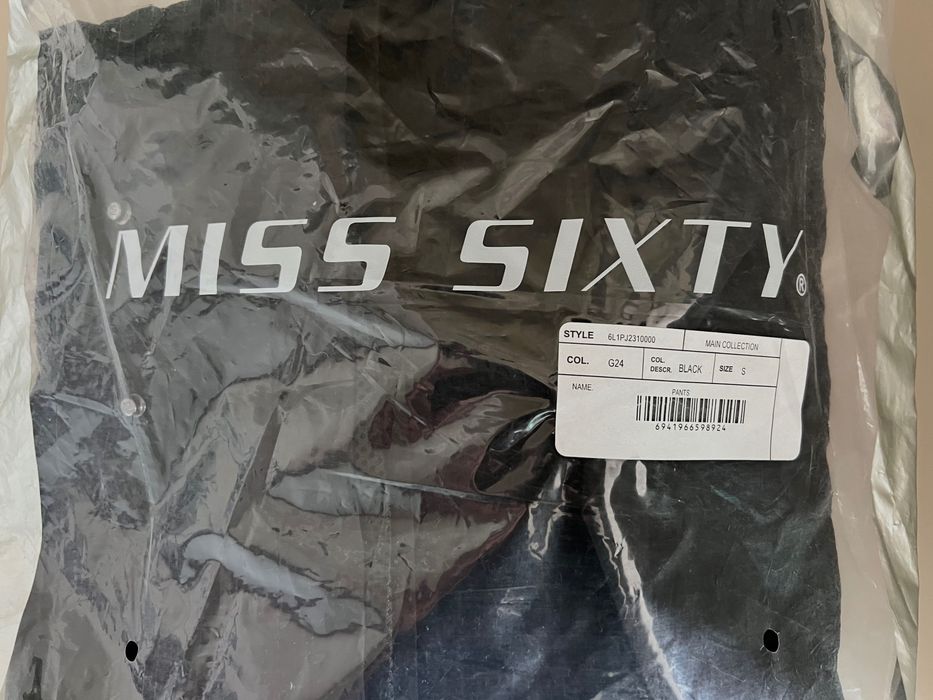 MISS SIXTY®
STYLE 6L1PJ2310000 MAIN COLLECTION
COL. G24 COL. DESCR. BLACK SIZE S
NAME. PANTS
6941966598924